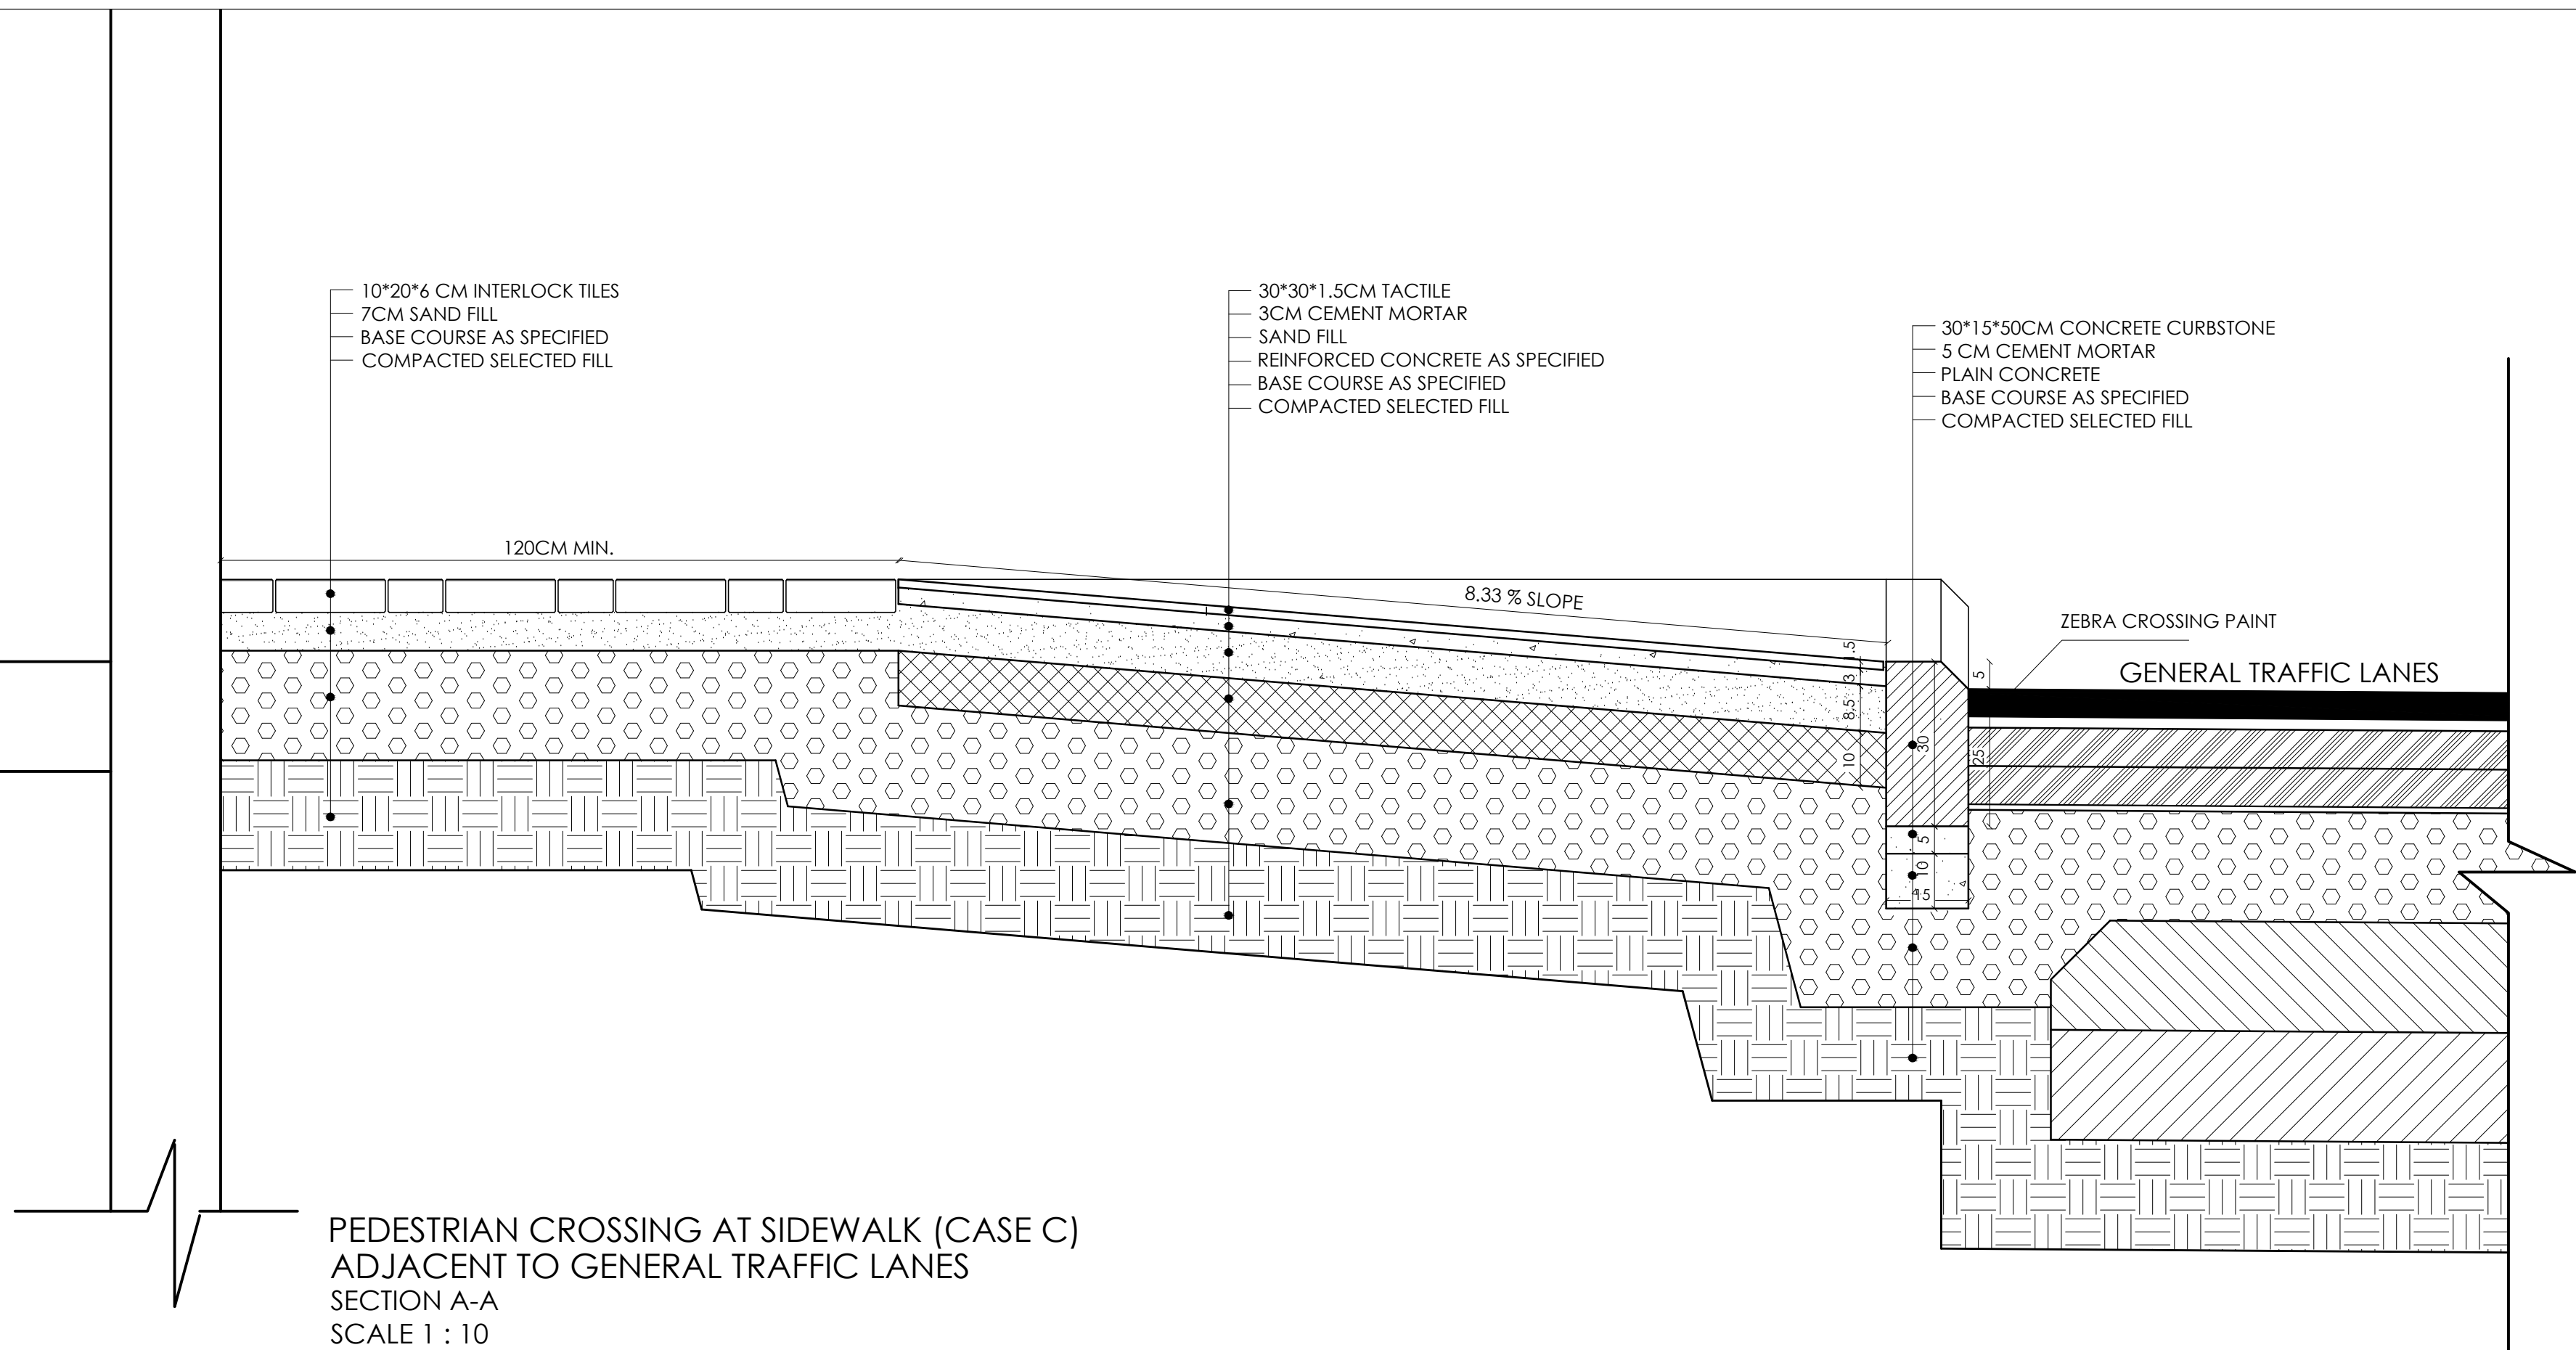 10*20*6 CM INTERLOCK TILES
7CM SAND FILL
BASE COURSE AS SPECIFIED
COMPACTED SELECTED FILL
30*30*1.5CM TACTILE
3CM CEMENT MORTAR
SAND FILL
REINFORCED CONCRETE AS SPECIFIED
BASE COURSE AS SPECIFIED
COMPACTED SELECTED FILL
30*15*50CM CONCRETE CURBSTONE
5 CM CEMENT MORTAR
PLAIN CONCRETE
BASE COURSE AS SPECIFIED
COMPACTED SELECTED FILL
120CM MIN.
8.33 % SLOPE
ZEBRA CROSSING PAINT
GENERAL TRAFFIC LANES
1.5
3
8.5
10
30
5
10
15
5
25
PEDESTRIAN CROSSING AT SIDEWALK (CASE C)
ADJACENT TO GENERAL TRAFFIC LANES
SECTION A-A
SCALE 1 : 10